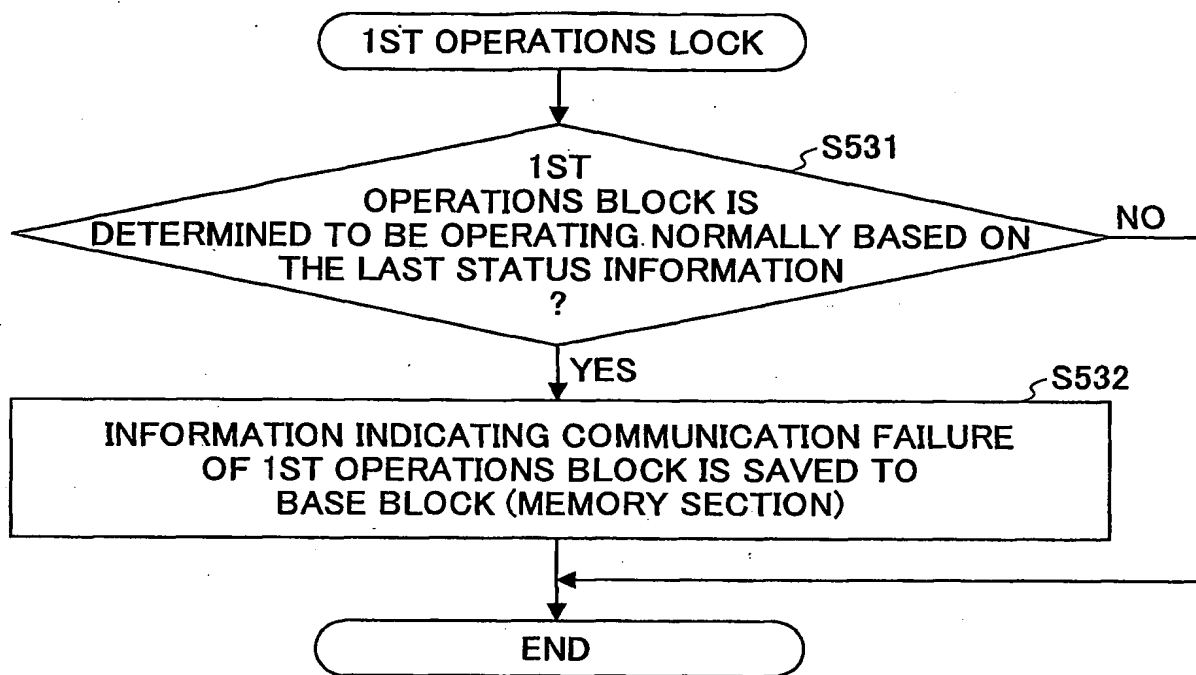 1ST OPERATIONS LOCK
S531
1ST
OPERATIONS BLOCK IS
DETERMINED TO BE OPERATING NORMALLY BASED ON
THE LAST STATUS INFORMATION
?
NO
YES
S532
INFORMATION INDICATING COMMUNICATION FAILURE
OF 1ST OPERATIONS BLOCK IS SAVED TO
BASE BLOCK (MEMORY SECTION)
END